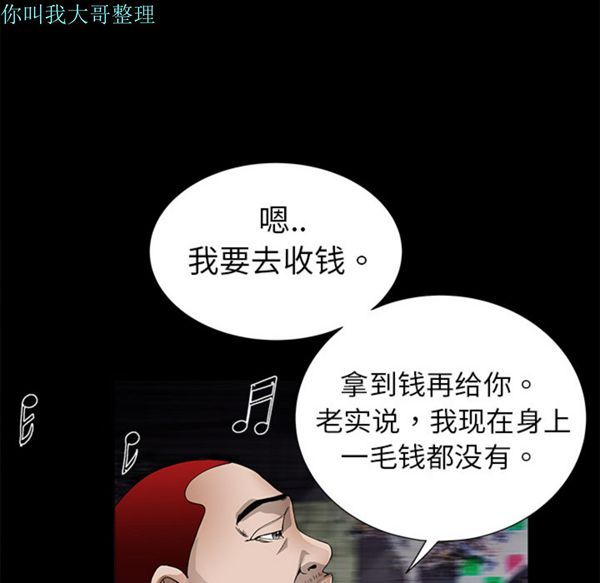 你叫我大哥整理
嗯..
我要去收钱。
拿到钱再给你。
老实说，我现在身上
一毛钱都没有。